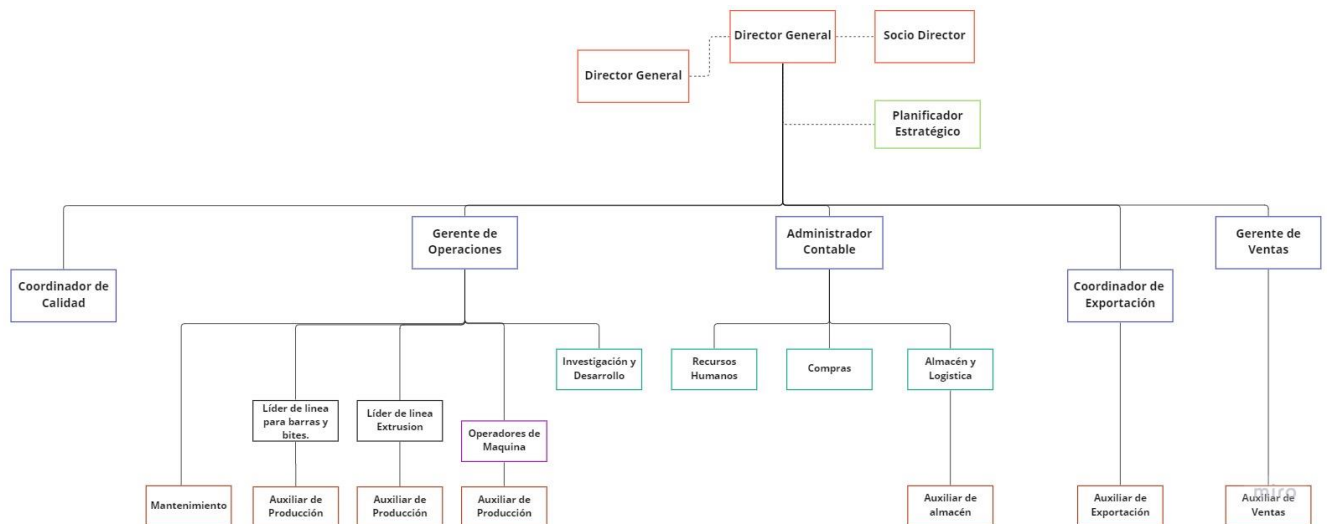 Director General
Socio Director
Director General
Planificador
Estratégico
Gerente de
Operaciones
Administrador
Contable
Gerente de
Ventas
Coordinador de
Calidad
Coordinador de
Exportación
Investigación y
Desarrollo
Recursos
Humanos
Compras
Almacén y
Logistica
Líder de linea
para barras y
bites.
Líder de linea
Extrusion
Operadores de
Maquina
Mantenimiento
Auxiliar de
Producción
Auxiliar de
Producción
Auxiliar de
Producción
Auxiliar de
almacén
Auxiliar de
Exportación
Auxiliar de
Ventas
miro